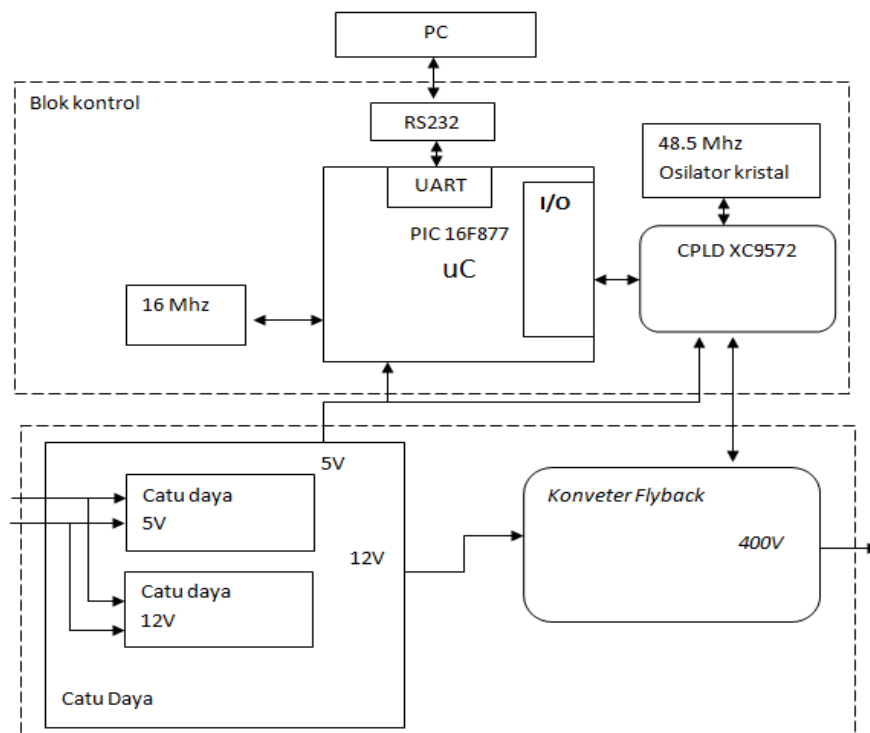 PC
Blok kontrol
RS232
48.5 Mhz
Osilator kristal
UART
I/O
PIC 16F877
uC
CPLD XC9572
16 Mhz
5V
Catu daya
5V
12V
Catu daya
12V
Catu Daya
Konveter Flyback
400V